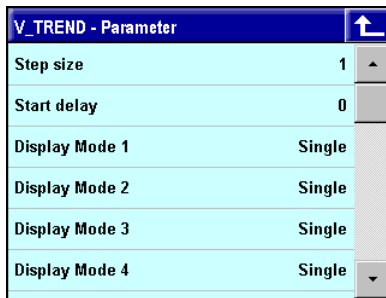 V_TREND - Parameter
Step size 1
Start delay 0
Display Mode 1 Single
Display Mode 2 Single
Display Mode 3 Single
Display Mode 4 Single